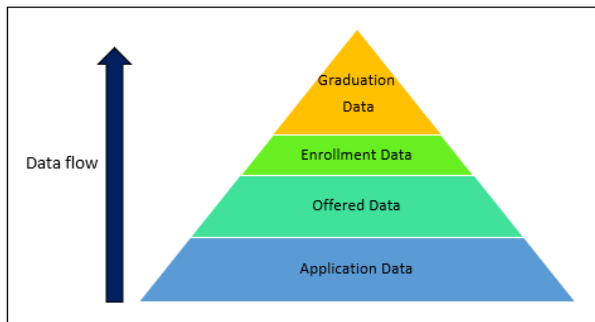 Graduation
Data
Enrollment Data
Data flow
Offered Data
Application Data